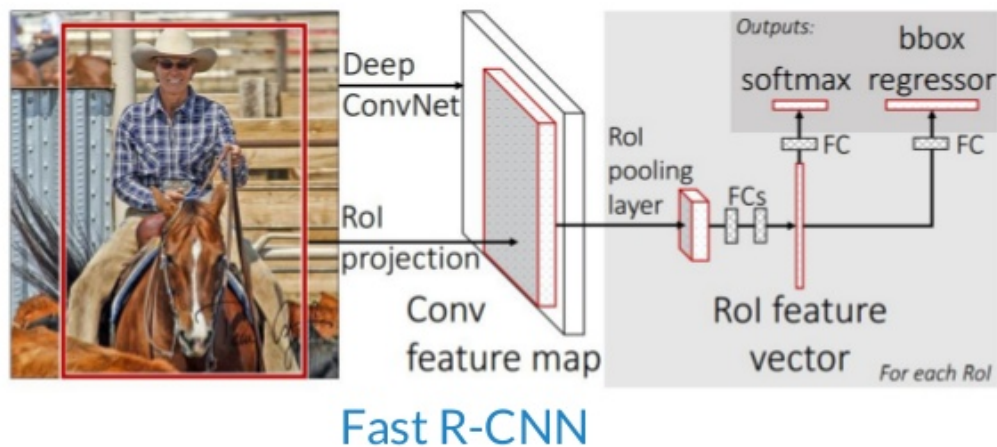 Deep
ConvNet
RoI
projection
Conv
feature map
RoI
pooling
layer
FCs
Outputs:
softmax
bbox
regressor
FC
FC
RoI feature
vector
For each RoI
Fast R-CNN